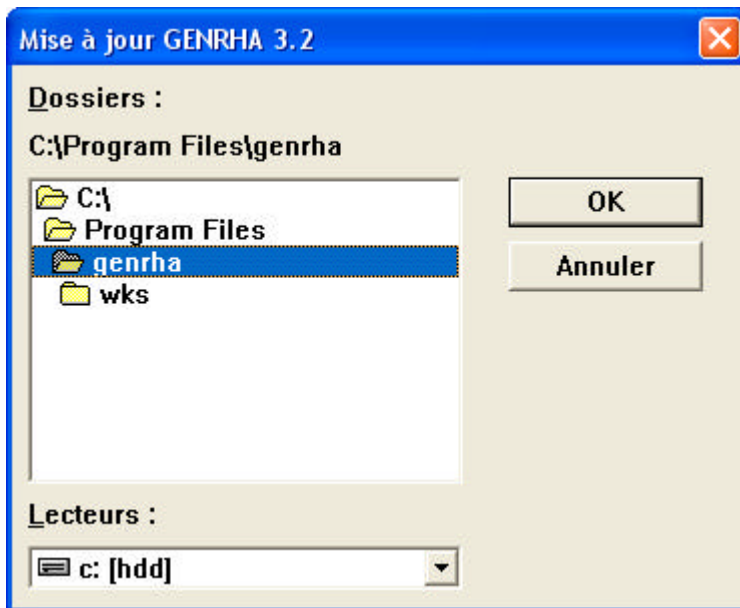 Mise à jour GENRHA 3.2
Dossiers :
C:\Program Files\genrha
C:\
Program Files
genrha
wks
OK
Annuler
Lecteurs :
c: [hdd]